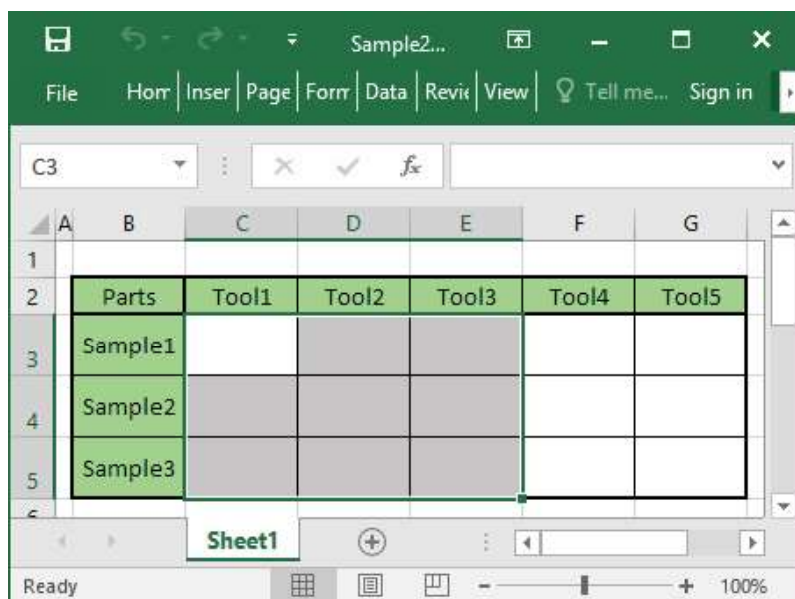 Sample2...
File Hom Inser Page Form Data Revie View Tell me... Sign in
C3 fx
A B C D E F G
1
2 Parts Tool1 Tool2 Tool3 Tool4 Tool5
3 Sample1
4 Sample2
5 Sample3
Sheet1
Ready 100%